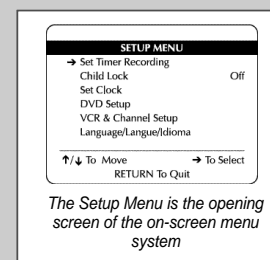 SETUP MENU
→ Set Timer Recording
Child Lock Off
Set Clock
DVD Setup
VCR & Channel Setup
Language/Langue/Idioma
↑/↓ To Move → To Select
RETURN To Quit
The Setup Menu is the opening
screen of the on-screen menu
system